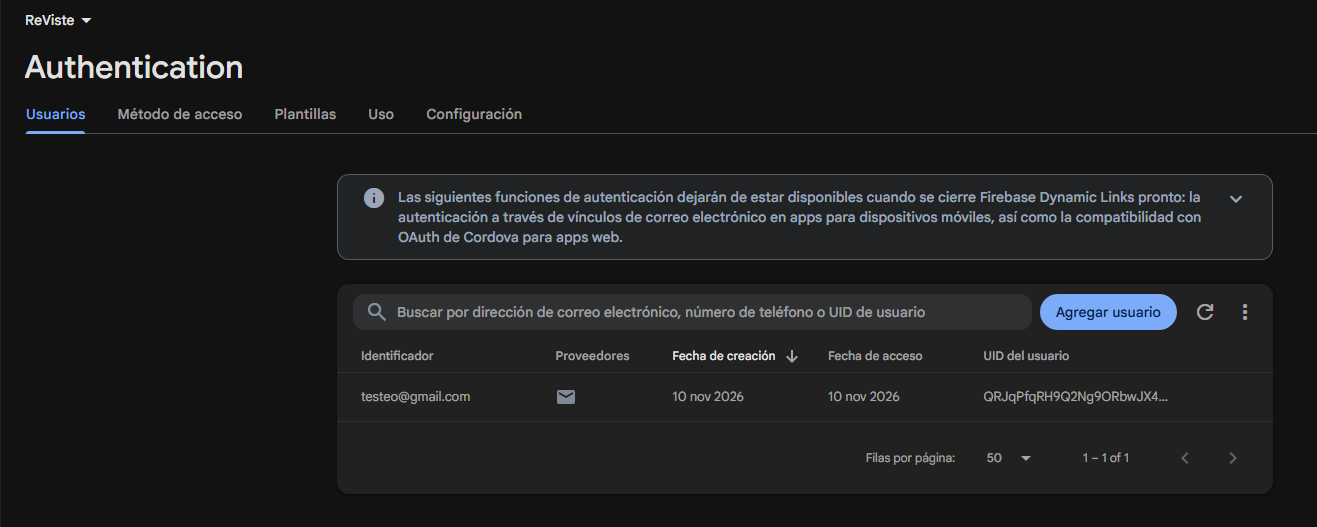 ReViste
Authentication
Usuarios Método de acceso Plantillas Uso Configuración
Las siguientes funciones de autenticación dejarán de estar disponibles cuando se cierre Firebase Dynamic Links pronto: la
autenticación a través de vínculos de correo electrónico en apps para dispositivos móviles, así como la compatibilidad con
OAuth de Cordova para apps web.
Buscar por dirección de correo electrónico, número de teléfono o UID de usuario Agregar usuario
Identificador Proveedores Fecha de creación Fecha de acceso UID del usuario
testeo@gmail.com 10 nov 2026 10 nov 2026 QRJqPfqRH9Q2Ng9ORbwJX4...
Filas por página: 50 1 – 1 of 1